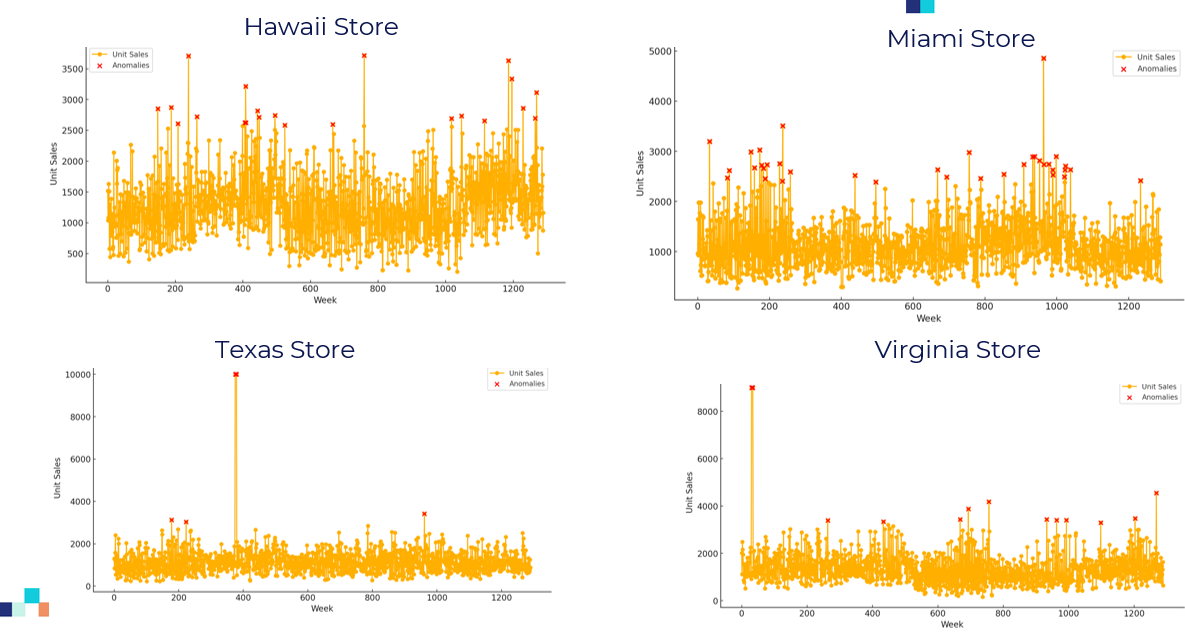 Hawaii Store
Unit Sales
Anomalies
3500
3000
2500
2000
1500
1000
500
Unit Sales
0 200 400 600 800 1000 1200
Week
Miami Store
Unit Sales
Anomalies
5000
4000
3000
2000
1000
Unit Sales
0 200 400 600 800 1000 1200
Week
Texas Store
Unit Sales
Anomalies
10000
8000
6000
4000
2000
0
Unit Sales
0 200 400 600 800 1000 1200
Week
Virginia Store
Unit Sales
Anomalies
8000
6000
4000
2000
0
Unit Sales
0 200 400 600 800 1000 1200
Week